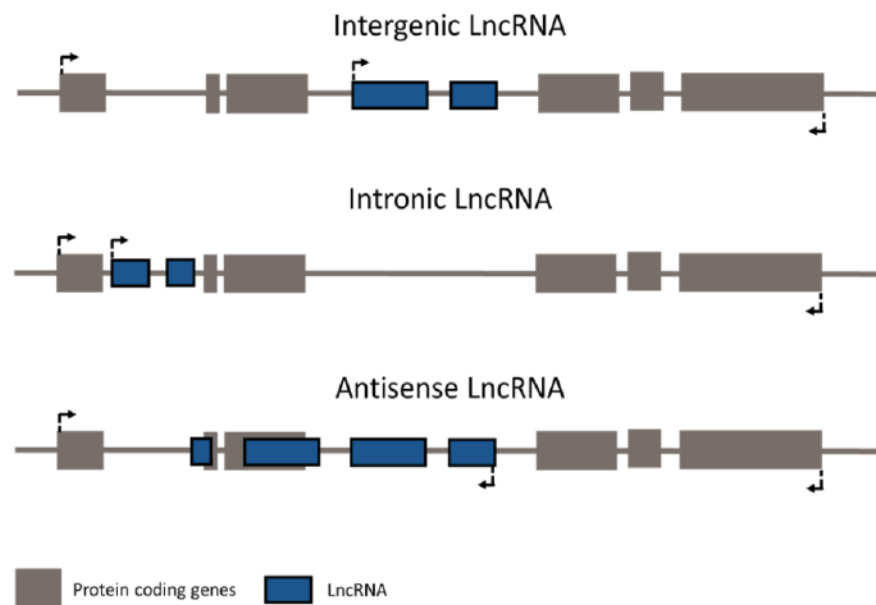 Intergenic LncRNA
Intronic LncRNA
Antisense LncRNA
Protein coding genes
LncRNA